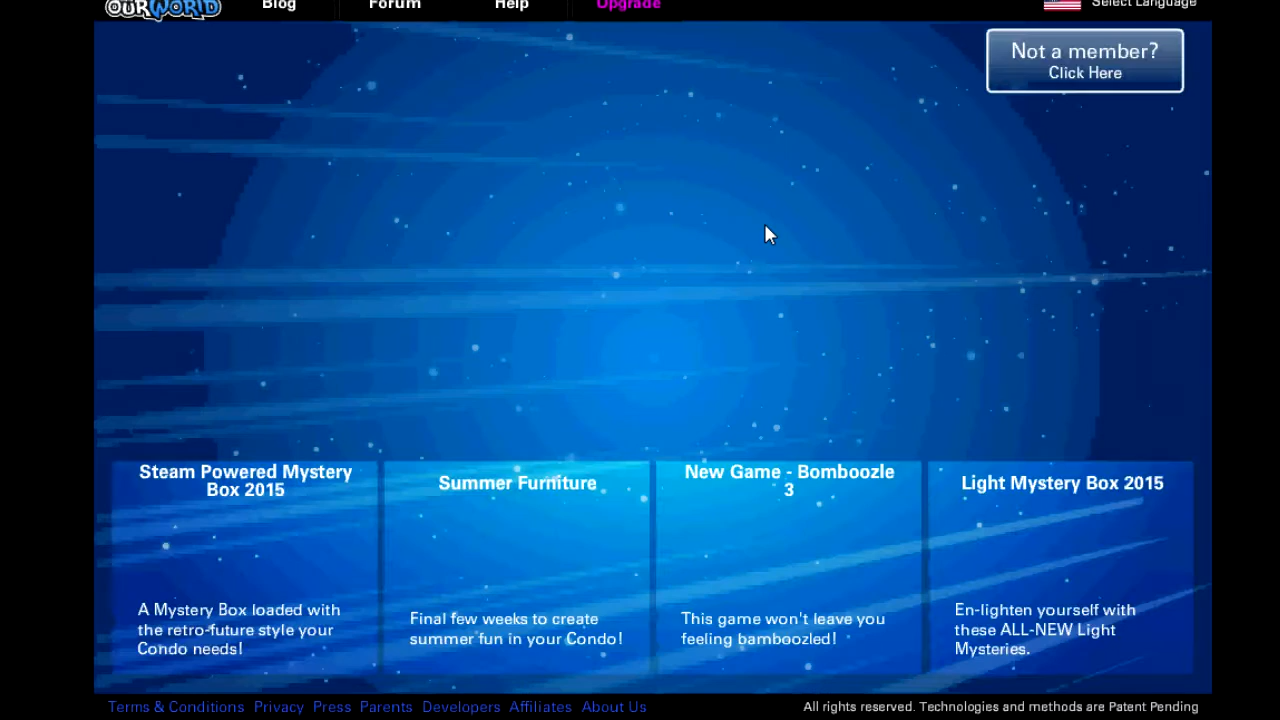 OURWORLD Blog Forum Help Upgrade Select Language
Not a member?
Click Here
Steam Powered Mystery
Box 2015
A Mystery Box loaded with
the retro-future style your
Condo needs!
Summer Furniture
Final few weeks to create
summer fun in your Condo!
New Game - Bomboozle
3
This game won't leave you
feeling bamboozled!
Light Mystery Box 2015
En-lighten yourself with
these ALL-NEW Light
Mysteries.
Terms & Conditions Privacy Press Parents Developers Affiliates About Us
All rights reserved. Technologies and methods are Patent Pending